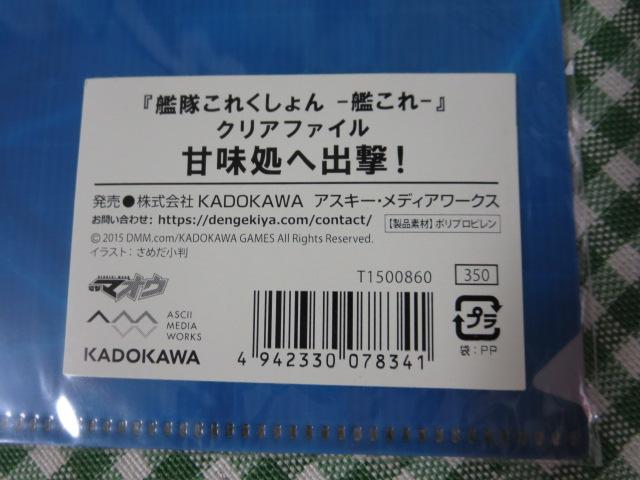 『艦隊これくしょん -艦これ-』
クリアファイル
甘味処へ出撃!
発売●株式会社 KADOKAWA アスキー・メディアワークス
お問い合わせ: https://dengekiya.com/contact/ 【製品素材】ポリプロピレン
© 2015 DMM.com/KADOKAWA GAMES All Rights Reserved.
イラスト:さめだ小判
電撃マオウ
T1500860 350
ASCII
MEDIA
WORKS
KADOKAWA
4 942330 078341
プラ
袋:PP